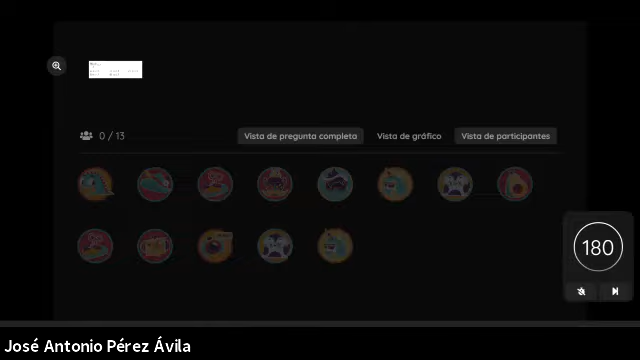 0 / 13
Vista de pregunta completa
Vista de gráfico
Vista de participantes
180
José Antonio Pérez Ávila